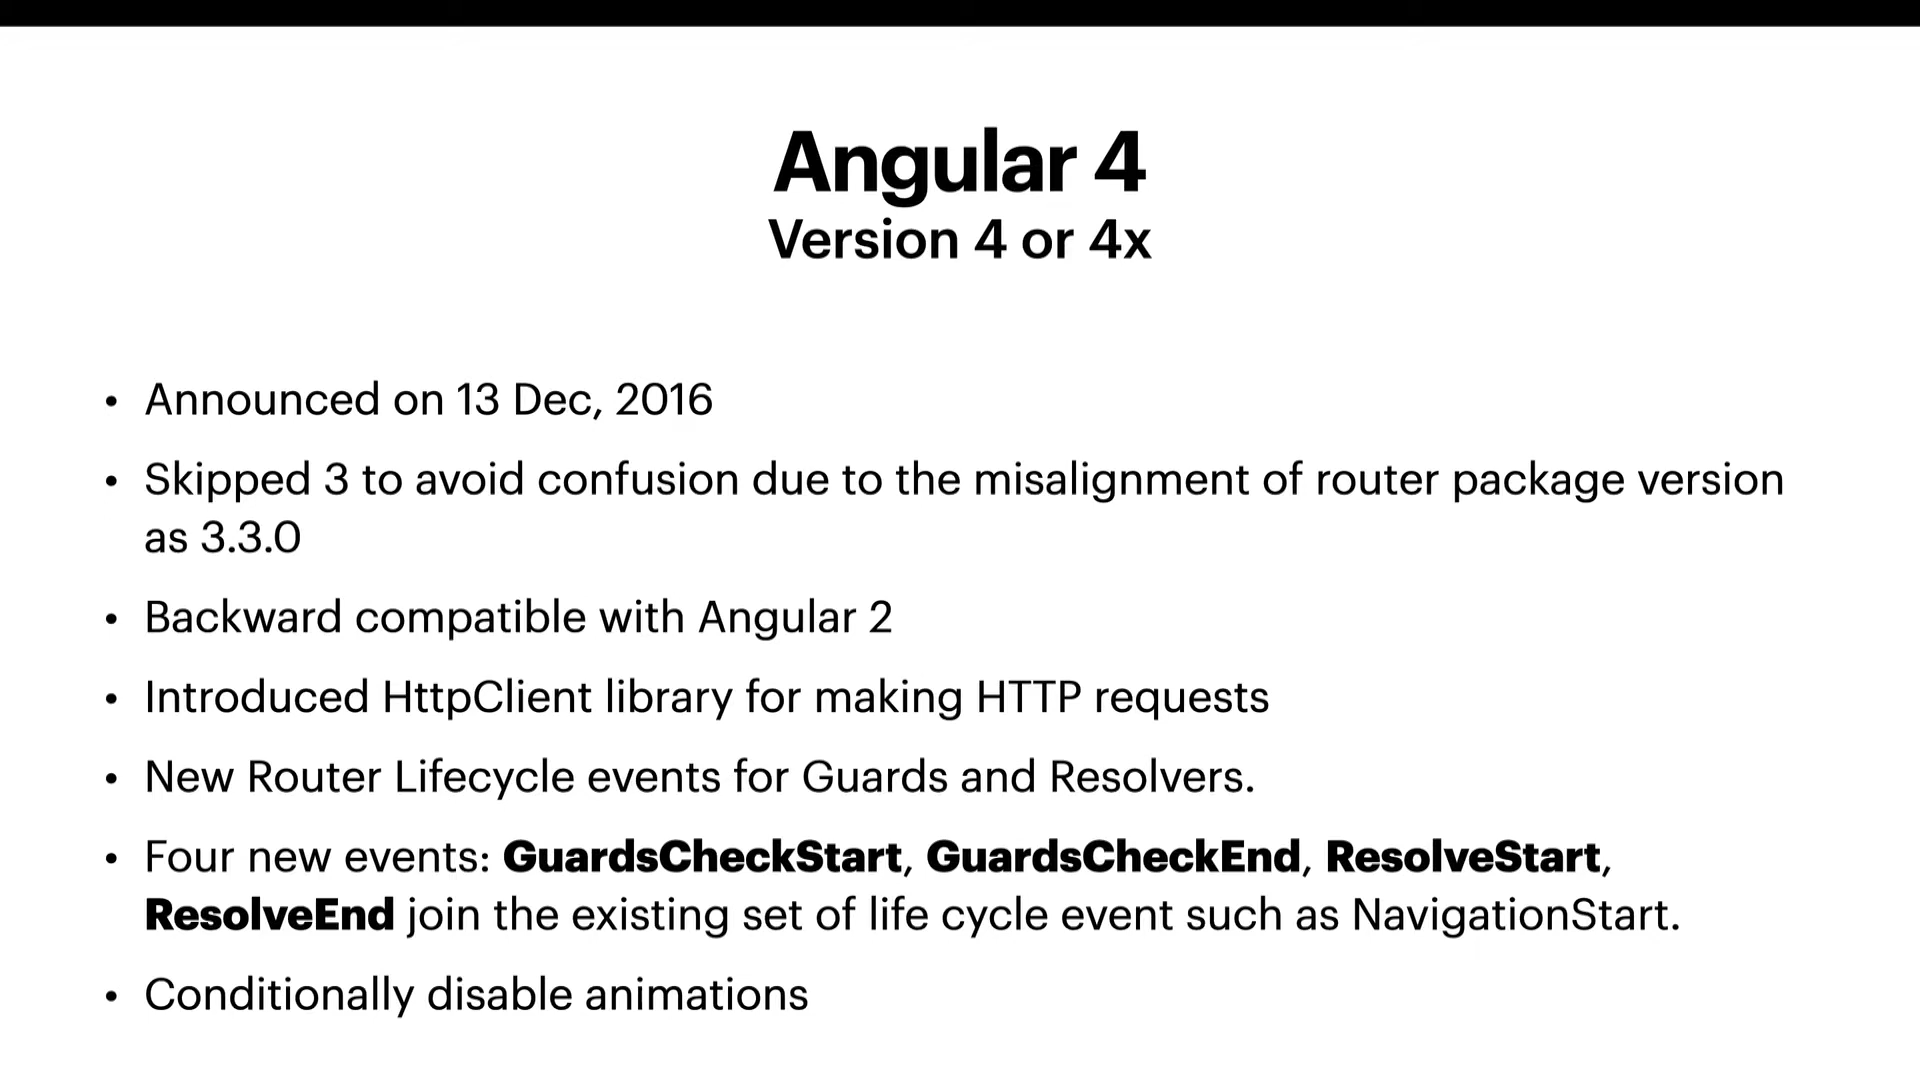 Angular 4
Version 4 or 4x
• Announced on 13 Dec, 2016
• Skipped 3 to avoid confusion due to the misalignment of router package version
as 3.3.0
• Backward compatible with Angular 2
• Introduced HttpClient library for making HTTP requests
• New Router Lifecycle events for Guards and Resolvers.
• Four new events: GuardsCheckStart, GuardsCheckEnd, ResolveStart,
ResolveEnd join the existing set of life cycle event such as NavigationStart.
• Conditionally disable animations